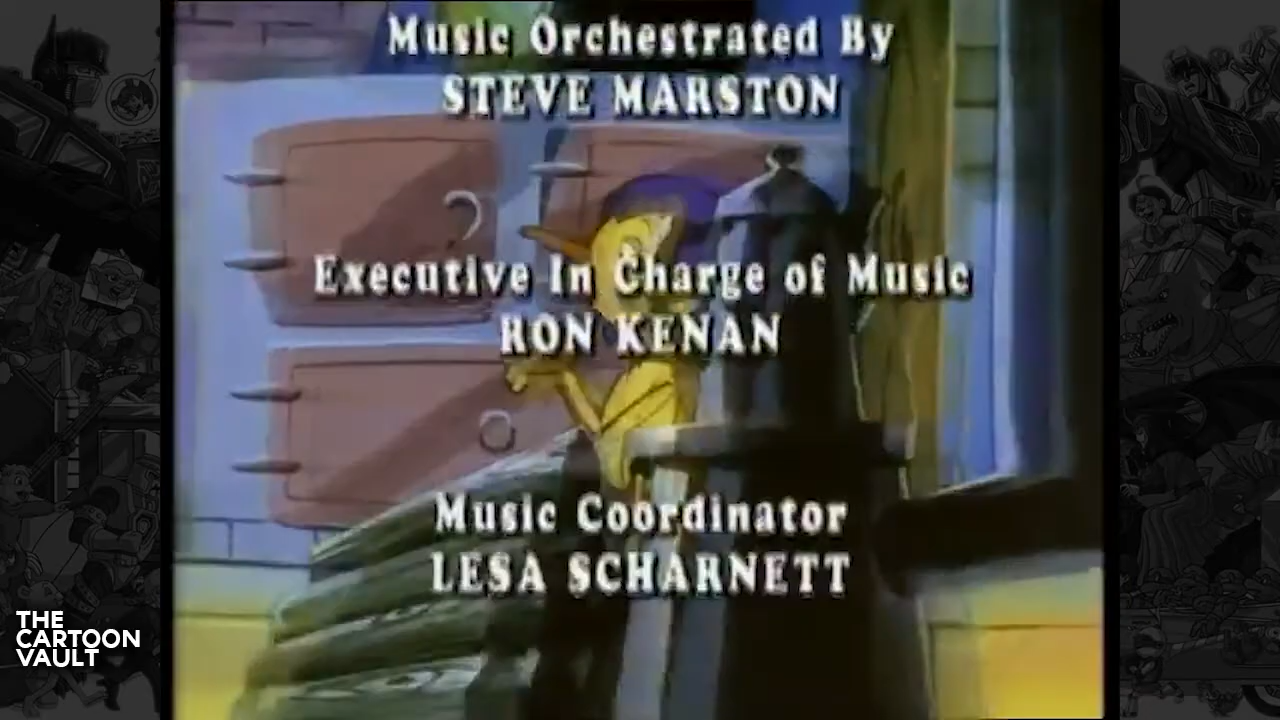 Music Orchestrated By
STEVE MARSTON
Executive In Charge of Music
RON KENAN
Music Coordinator
LESA SCHARNETT
THE
CARTOON
VAULT